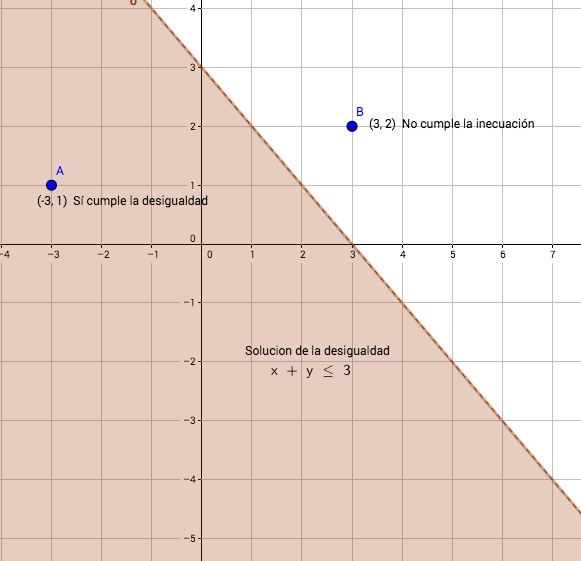 4
3
B
(3, 2) No cumple la inecuación
2
A
1
(-3, 1) Sí cumple la desigualdad
0
-4 -3 -2 -1 0 1 2 3 4 5 6 7
-1
Solucion de la desigualdad
-2
x + y ≤ 3
-3
-4
-5